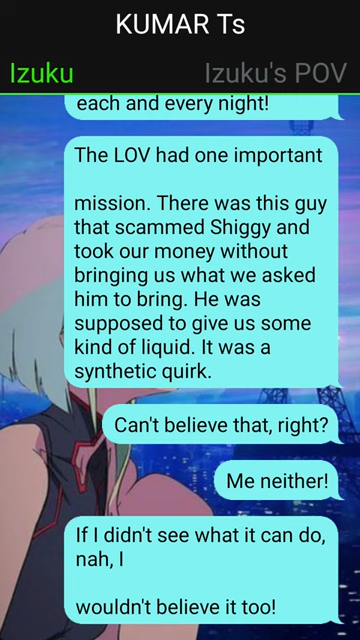 KUMAR Ts
Izuku
Izuku's POV
each and every night!
The LOV had one important
mission. There was this guy
that scammed Shiggy and
took our money without
bringing us what we asked
him to bring. He was
supposed to give us some
kind of liquid. It was a
synthetic quirk.
Can't believe that, right?
Me neither!
If I didn't see what it can do,
nah, I
wouldn't believe it too!